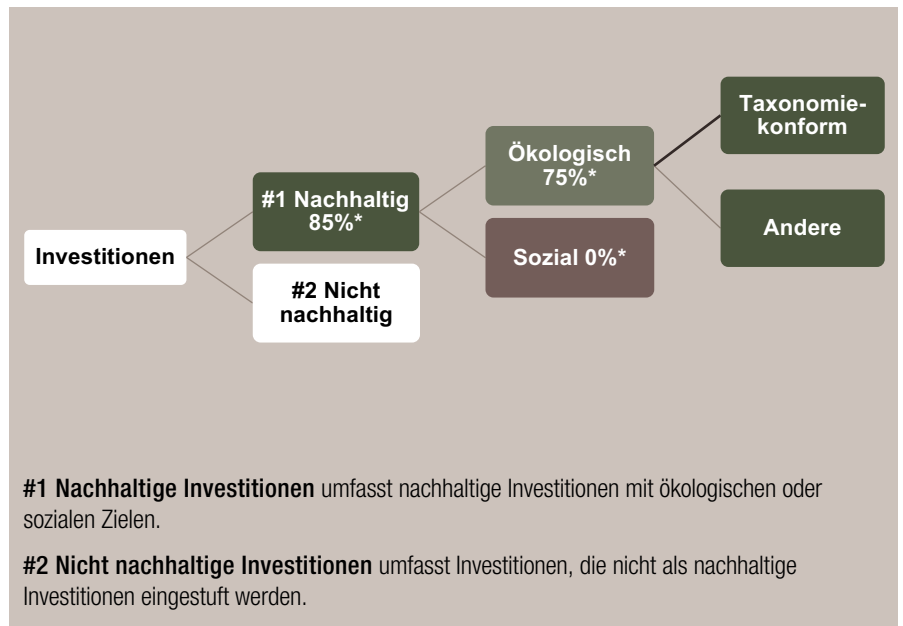 Investitionen
#1 Nachhaltig
85%*
#2 Nicht
nachhaltig
Ökologisch
75%*
Sozial 0%*
Taxonomie-
konform
Andere
#1 Nachhaltige Investitionen umfasst nachhaltige Investitionen mit ökologischen oder
sozialen Zielen.
#2 Nicht nachhaltige Investitionen umfasst Investitionen, die nicht als nachhaltige
Investitionen eingestuft werden.